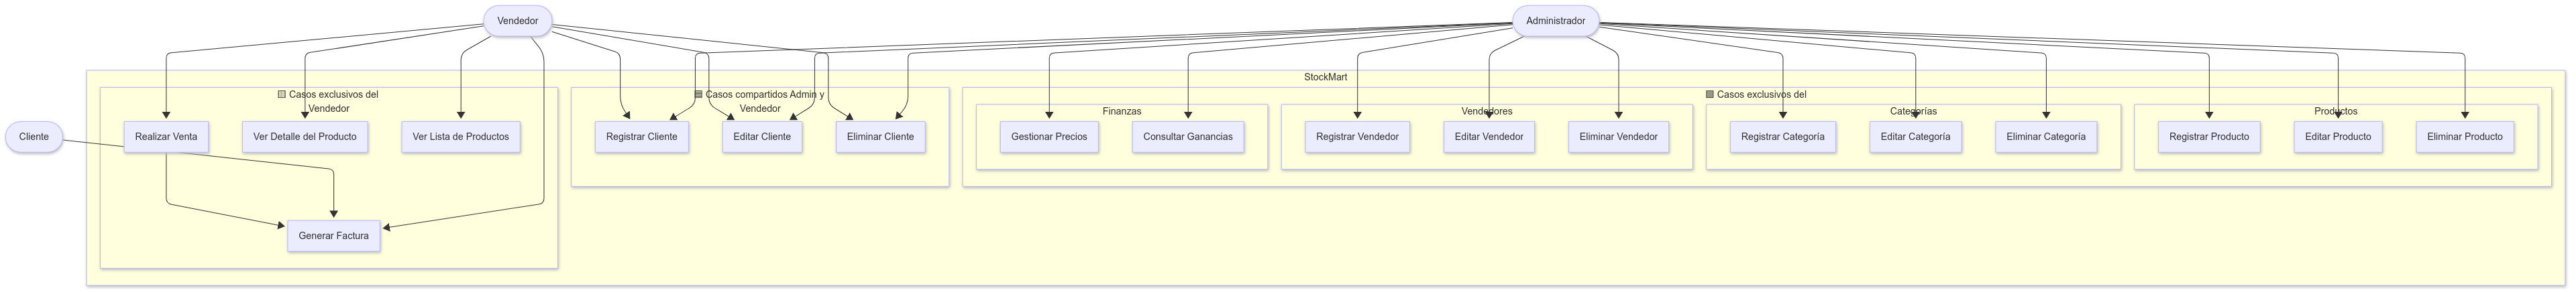 Vendedor
Administrador
StockMart
Casos exclusivos del
Vendedor
Casos compartidos Admin y
Vendedor
Casos exclusivos del
Finanzas
Vendedores
Categorías
Productos
Cliente
Realizar Venta
Ver Detalle del Producto
Ver Lista de Productos
Registrar Cliente
Editar Cliente
Eliminar Cliente
Gestionar Precios
Consultar Ganancias
Registrar Vendedor
Editar Vendedor
Eliminar Vendedor
Registrar Categoría
Editar Categoría
Eliminar Categoría
Registrar Producto
Editar Producto
Eliminar Producto
Generar Factura